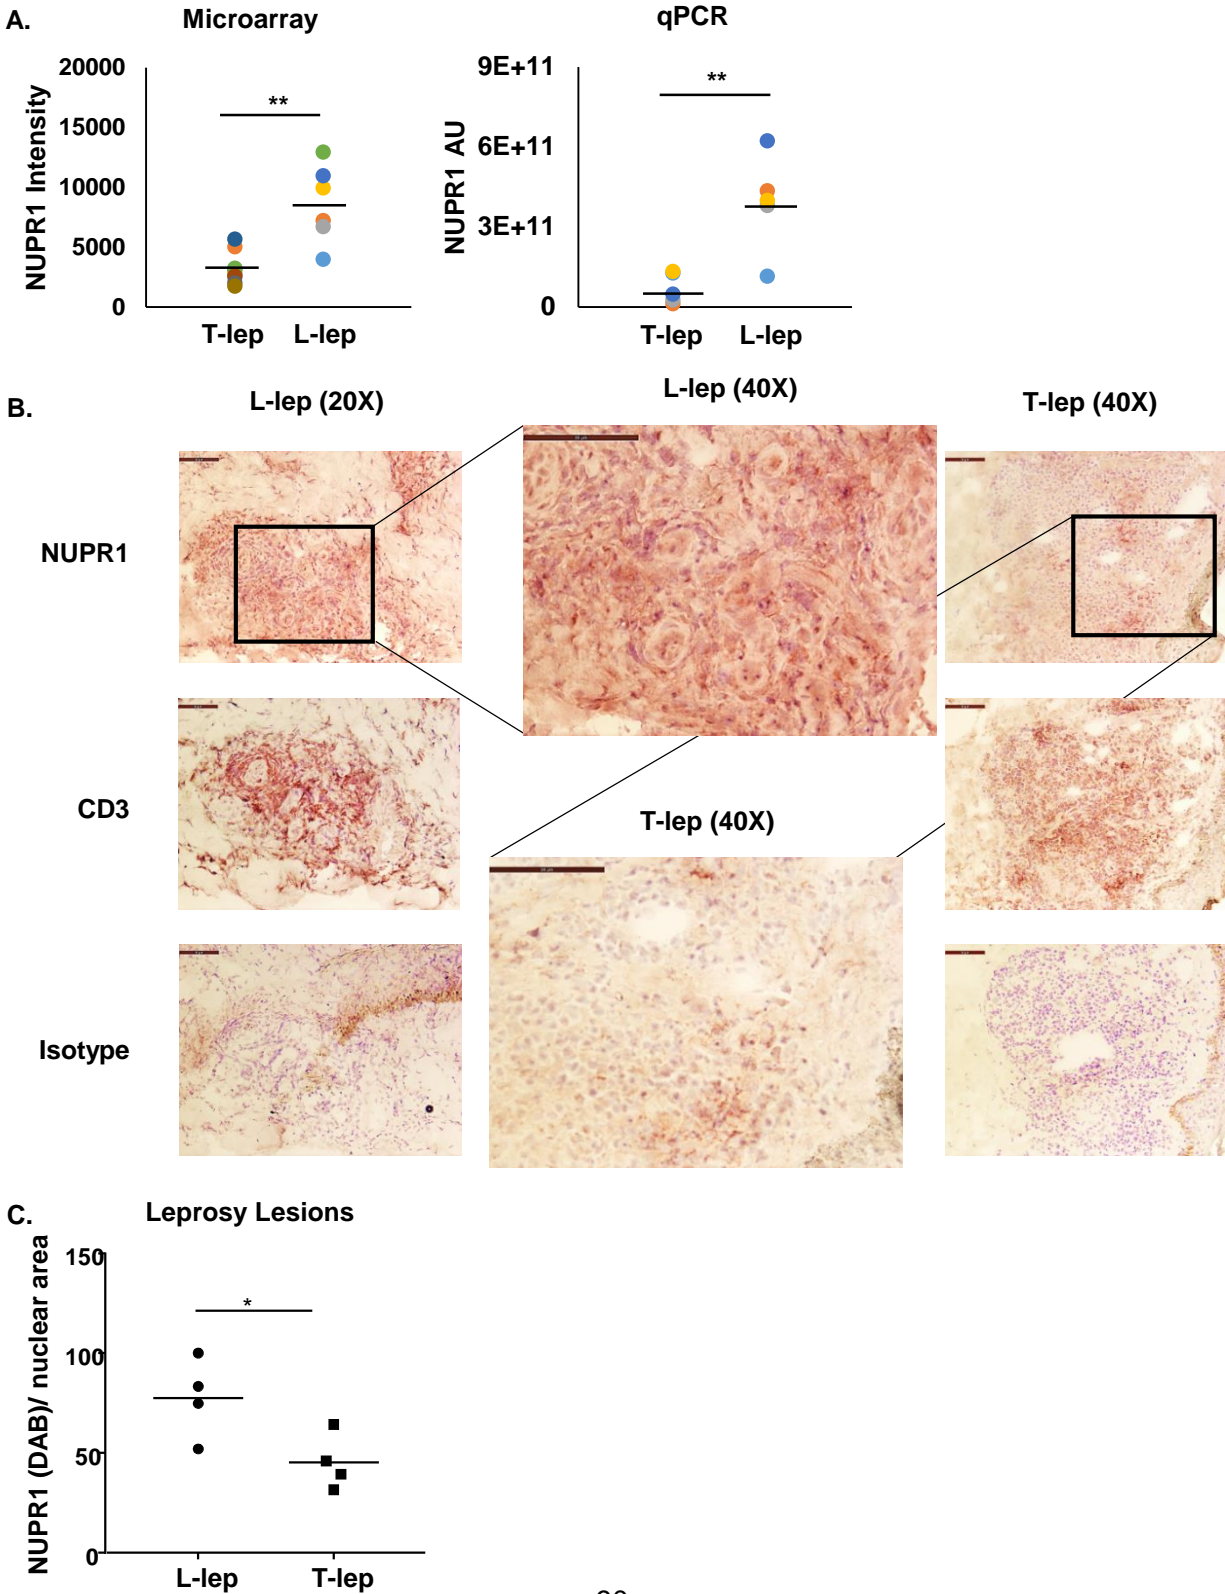 A.
Microarray
qPCR
NUPR1 Intensity
20000
15000
10000
5000
0
**
T-lep
L-lep
NUPR1 AU
9E+11
6E+11
3E+11
0
**
T-lep
L-lep
B.
L-lep (20X)
L-lep (40X)
T-lep (40X)
NUPR1
CD3
T-lep (40X)
Isotype
C.
Leprosy Lesions
NUPR1 (DAB)/ nuclear area
150
100
50
0
*
L-lep
T-lep